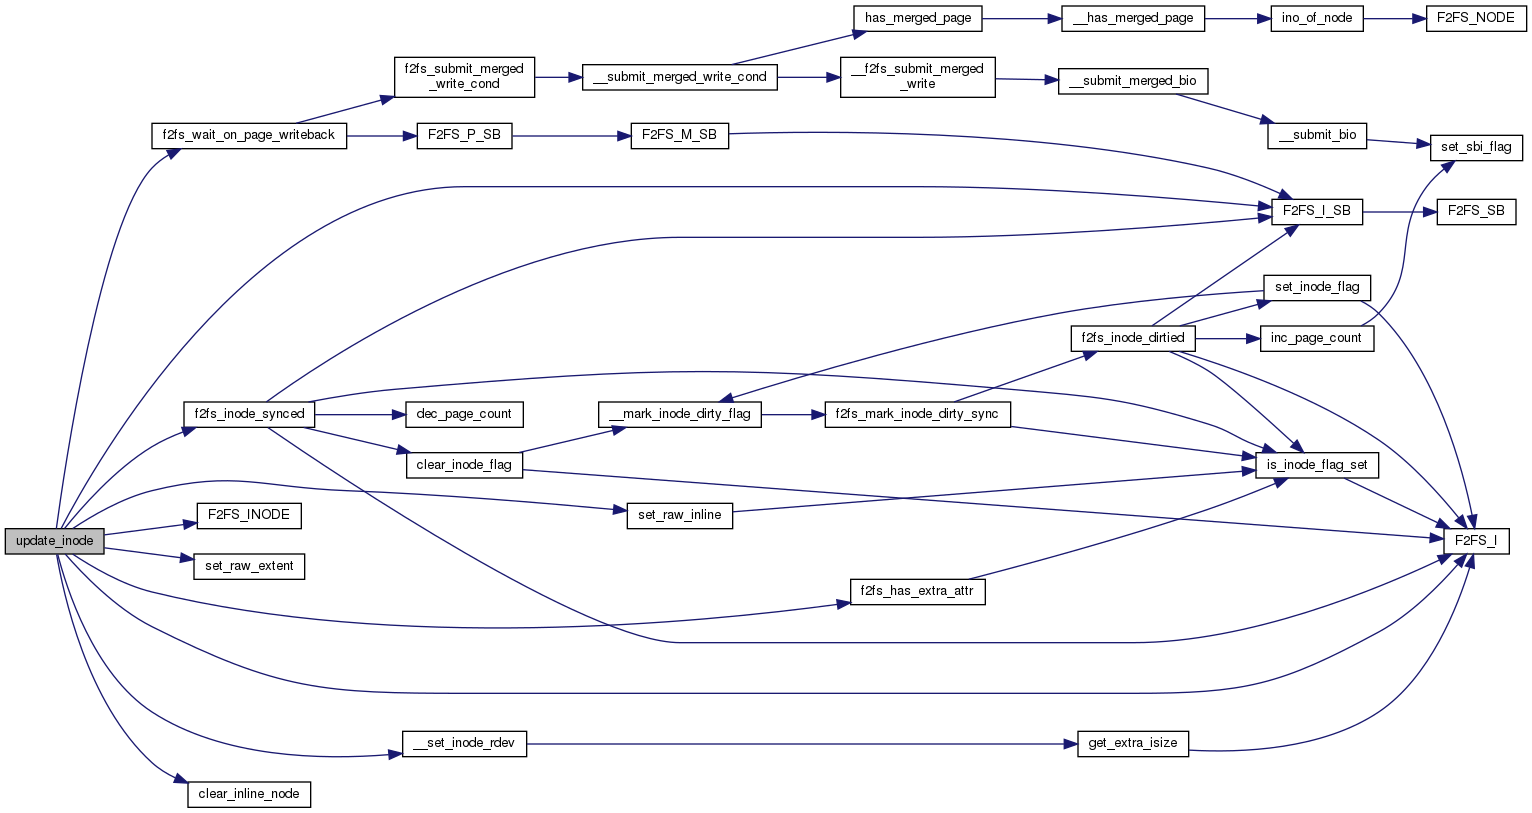 has_merged_page
__has_merged_page
ino_of_node
F2FS_NODE
f2fs_submit_merged
_write_cond
__submit_merged_write_cond
__f2fs_submit_merged
_write
__submit_merged_bio
f2fs_wait_on_page_writeback
F2FS_P_SB
F2FS_M_SB
__submit_bio
set_sbi_flag
F2FS_I_SB
F2FS_SB
set_inode_flag
f2fs_inode_dirtied
inc_page_count
f2fs_inode_synced
dec_page_count
__mark_inode_dirty_flag
f2fs_mark_inode_dirty_sync
clear_inode_flag
is_inode_flag_set
F2FS_INODE
set_raw_inline
update_inode
F2FS_I
set_raw_extent
f2fs_has_extra_attr
__set_inode_rdev
get_extra_isize
clear_inline_node